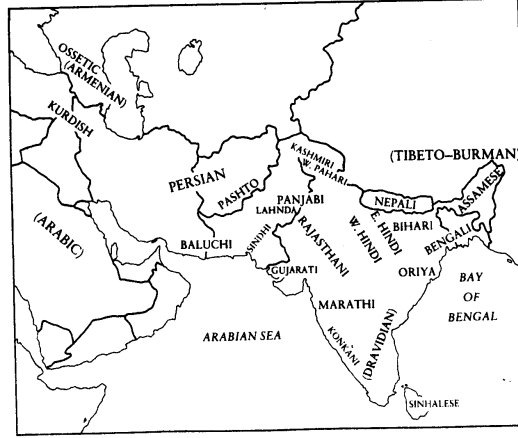 OSSETIC
(ARMENIAN)
KURDISH
KASHMIRI
W. PAHARI
(TIBETO–BURMAN)
PERSIAN
PASHTO
PANJABI
LAHNDA
NEPALI
ASSAMESE
(ARABIC)
BALUCHI
SINDHI
RAJASTHANI
W. HINDI
E. HINDI
BIHARI
BENGALI
GUJARATI
ORIYA
BAY
OF
BENGAL
MARATHI
ARABIAN SEA
KONKANI
(DRAVIDIAN)
SINHALESE